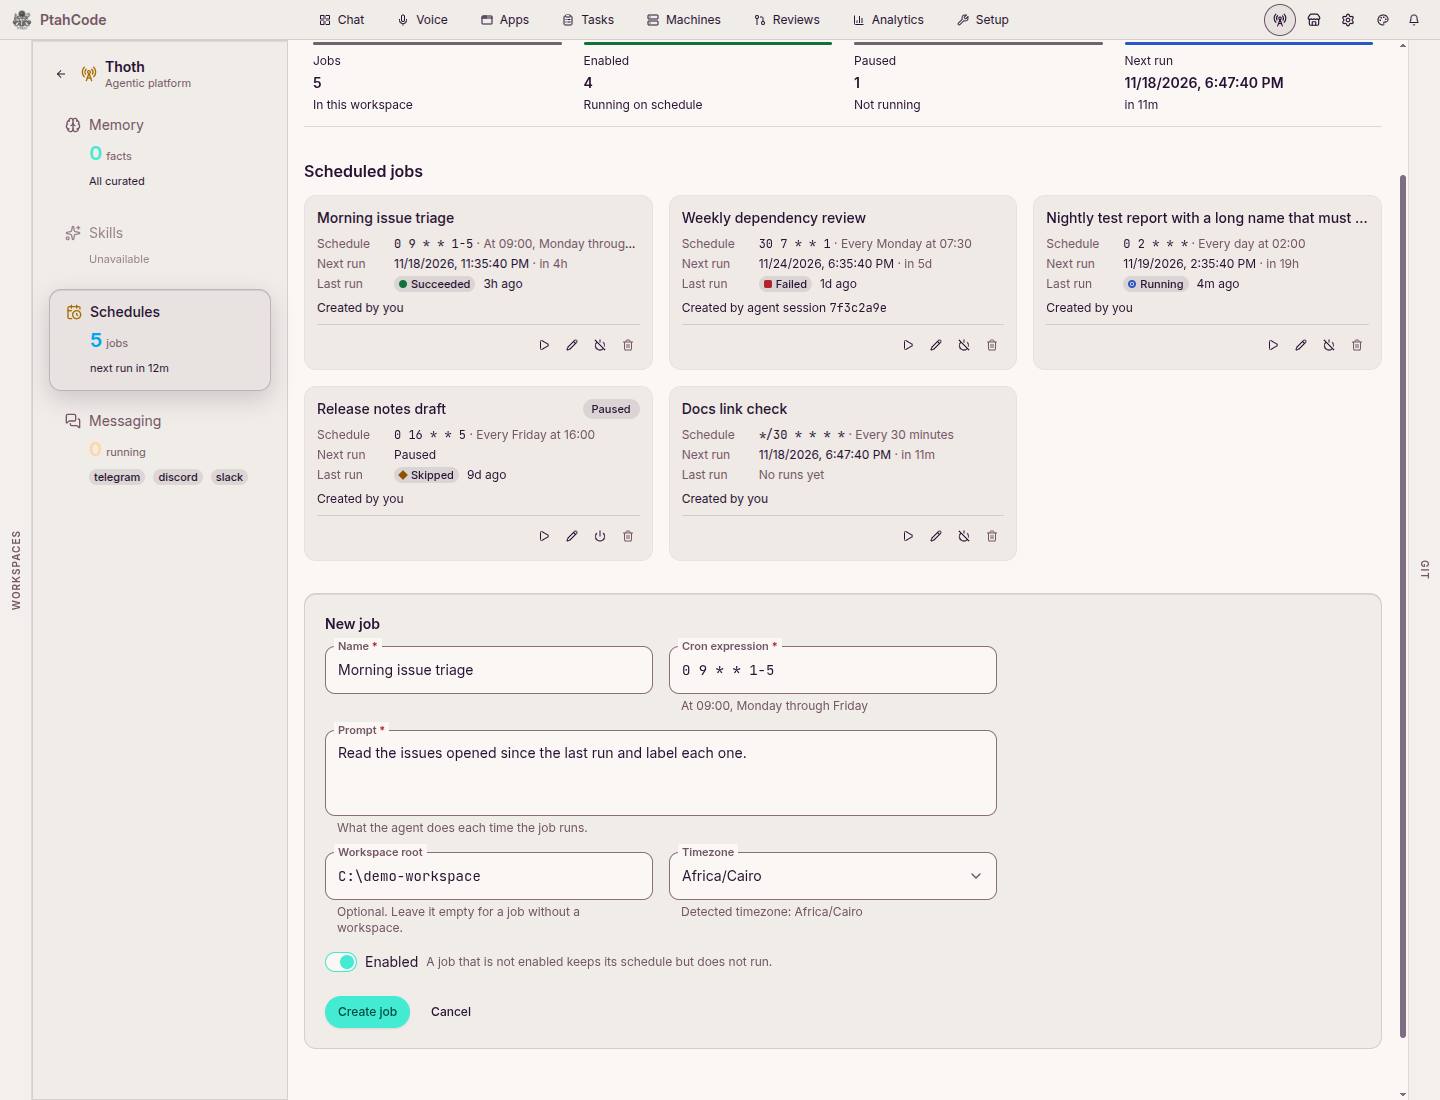 PtahCode
Chat
Voice
Apps
Tasks
Machines
Reviews
Analytics
Setup
WORKSPACES
Thoth
Agentic platform
Memory
0 facts
All curated
Skills
Unavailable
Schedules
5 jobs
next run in 12m
Messaging
0 running
telegram discord slack
Jobs
5
In this workspace
Enabled
4
Running on schedule
Paused
1
Not running
Next run
11/18/2026, 6:47:40 PM
in 11m
Scheduled jobs
Morning issue triage
Schedule 0 9 * * 1-5 · At 09:00, Monday throug...
Next run 11/18/2026, 11:35:40 PM · in 4h
Last run Succeeded 3h ago
Created by you
Weekly dependency review
Schedule 30 7 * * 1 · Every Monday at 07:30
Next run 11/24/2026, 6:35:40 PM · in 5d
Last run Failed 1d ago
Created by agent session 7f3c2a9e
Nightly test report with a long name that must ...
Schedule 0 2 * * * · Every day at 02:00
Next run 11/19/2026, 2:35:40 PM · in 19h
Last run Running 4m ago
Created by you
Release notes draft Paused
Schedule 0 16 * * 5 · Every Friday at 16:00
Next run Paused
Last run Skipped 9d ago
Created by you
Docs link check
Schedule */30 * * * * · Every 30 minutes
Next run 11/18/2026, 6:47:40 PM · in 11m
Last run No runs yet
Created by you
New job
Name *
Morning issue triage
Cron expression *
0 9 * * 1-5
At 09:00, Monday through Friday
Prompt *
Read the issues opened since the last run and label each one.
What the agent does each time the job runs.
Workspace root
C:\demo-workspace
Optional. Leave it empty for a job without a
workspace.
Timezone
Africa/Cairo
Detected timezone: Africa/Cairo
Enabled A job that is not enabled keeps its schedule but does not run.
Create job Cancel
GIT